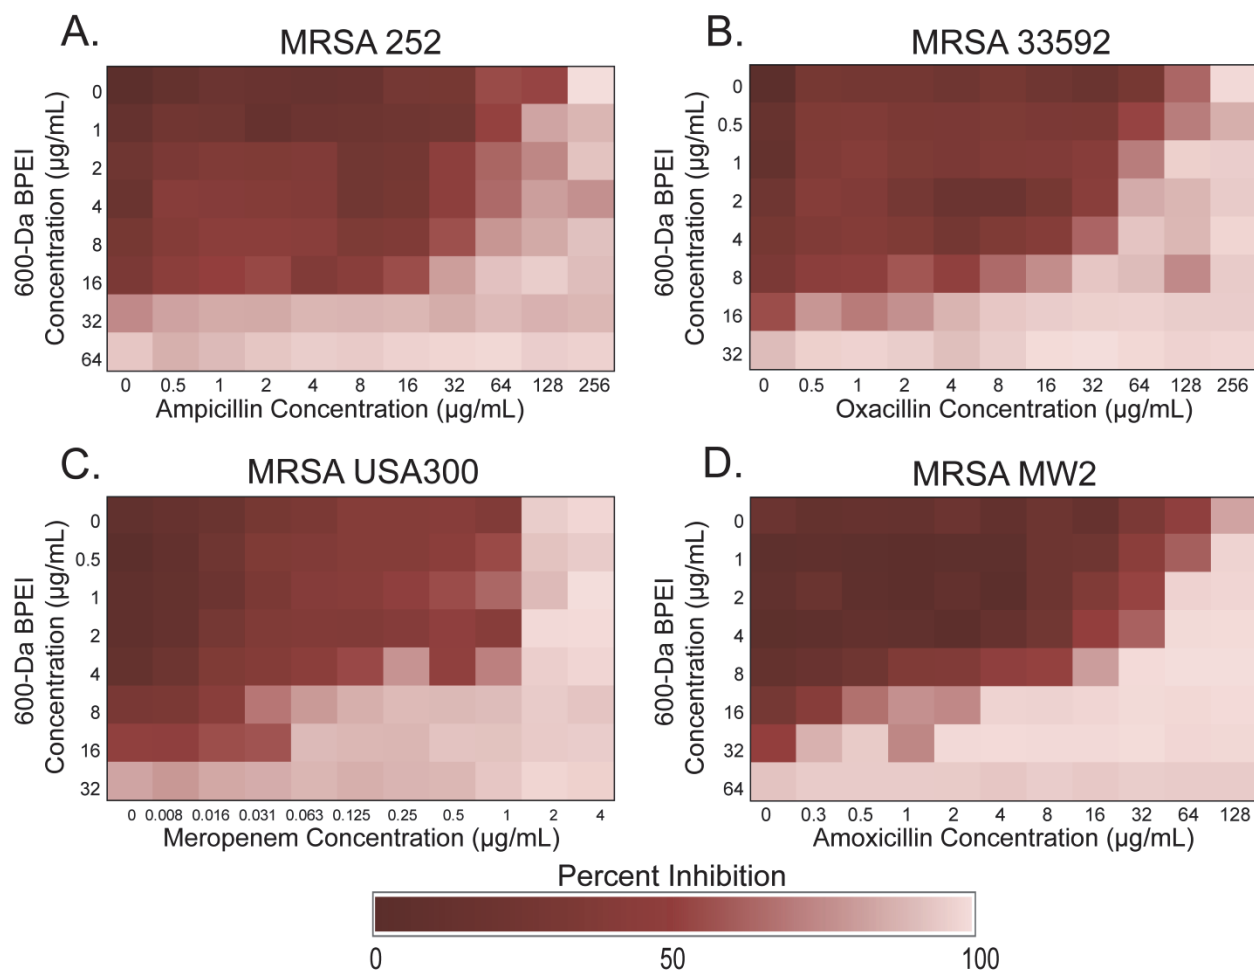 A.
MRSA 252
600-Da BPEI
Concentration (µg/mL)
0
1
2
4
8
16
32
64
0 0.5 1 2 4 8 16 32 64 128 256
Ampicillin Concentration (µg/mL)
B.
MRSA 33592
600-Da BPEI
Concentration (µg/mL)
0
0.5
1
2
4
8
16
32
0 0.5 1 2 4 8 16 32 64 128 256
Oxacillin Concentration (µg/mL)
C.
MRSA USA300
600-Da BPEI
Concentration (µg/mL)
0
0.5
1
2
4
8
16
32
0 0.008 0.016 0.031 0.063 0.125 0.25 0.5 1 2 4
Meropenem Concentration (µg/mL)
D.
MRSA MW2
600-Da BPEI
Concentration (µg/mL)
0
1
2
4
8
16
32
64
0 0.3 0.5 1 2 4 8 16 32 64 128
Amoxicillin Concentration (µg/mL)
Percent Inhibition
0 50 100